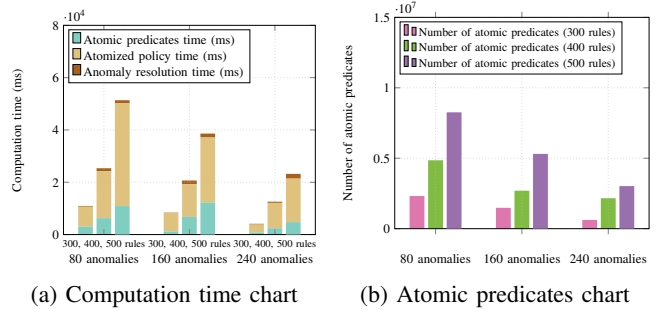 ·10^4
8
6
4
2
0
Computation time (ms)
Atomic predicates time (ms)
Atomized policy time (ms)
Anomaly resolution time (ms)
300, 400, 500 rules 300, 400, 500 rules 300, 400, 500 rules
80 anomalies 160 anomalies 240 anomalies
(a) Computation time chart
·10^7
1.5
1
0.5
0
Number of atomic predicates
Number of atomic predicates (300 rules)
Number of atomic predicates (400 rules)
Number of atomic predicates (500 rules)
80 anomalies 160 anomalies 240 anomalies
(b) Atomic predicates chart